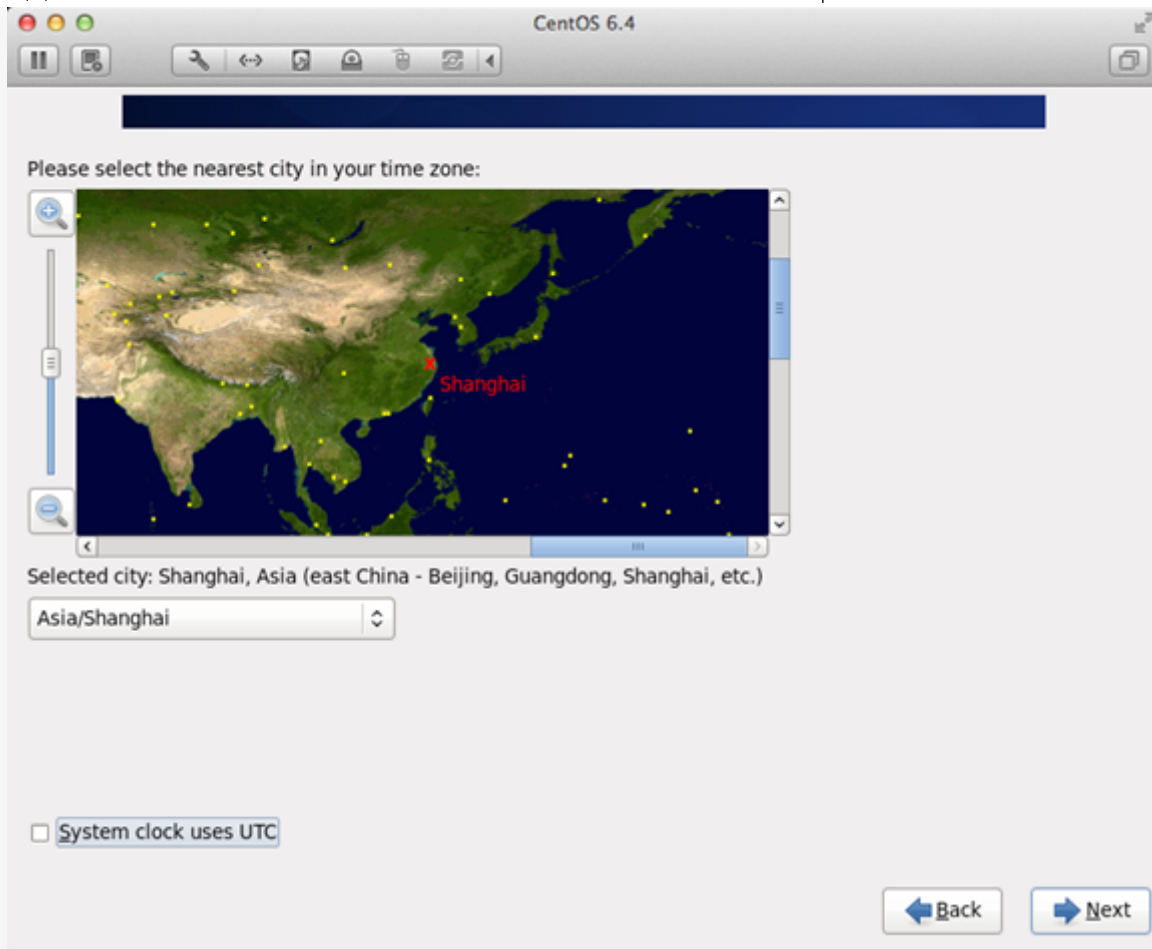 CentOS 6.4
Please select the nearest city in your time zone:
Shanghai
Selected city: Shanghai, Asia (east China - Beijing, Guangdong, Shanghai, etc.)
Asia/Shanghai
System clock uses UTC
Back
Next